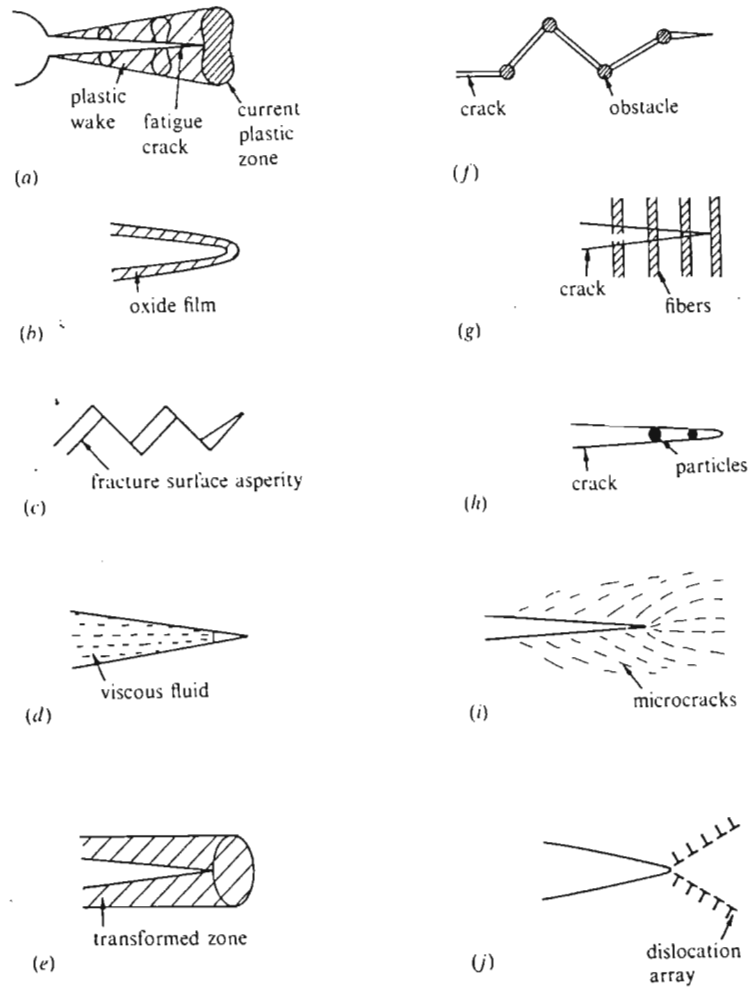 plastic
wake
fatigue
crack
current
plastic
zone
(a)
oxide film
(b)
fracture surface asperity
(c)
viscous fluid
(d)
transformed zone
(e)
crack
obstacle
(f)
crack
fibers
(g)
particles
crack
(h)
microcracks
(i)
dislocation
array
(j)